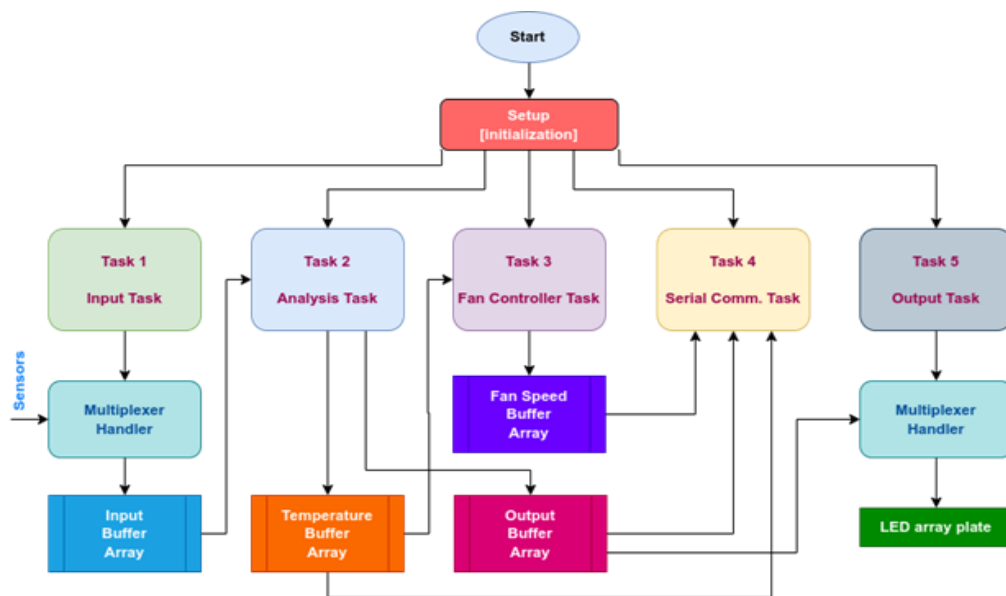 Start
Setup
[Initialization]
Task 1
Input Task
Task 2
Analysis Task
Task 3
Fan Controller Task
Task 4
Serial Comm. Task
Task 5
Output Task
Sensors
Multiplexer
Handler
Fan Speed
Buffer
Array
Multiplexer
Handler
Input
Buffer
Array
Temperature
Buffer
Array
Output
Buffer
Array
LED array plate